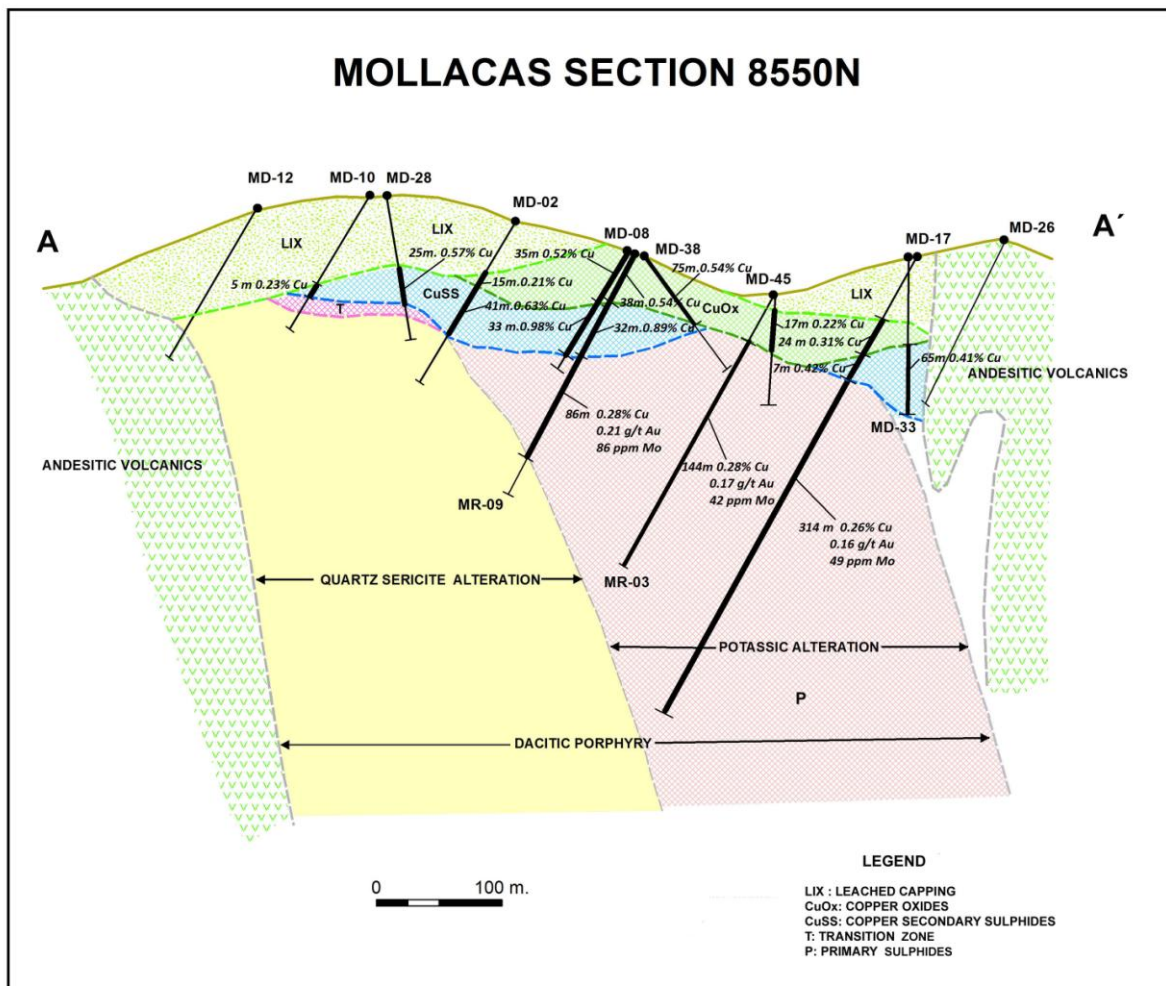 MOLLACAS SECTION 8550N
MD-12
MD-10
MD-28
MD-02
MD-08
MD-38
MD-45
MD-17
MD-26
A
A´
LIX
LIX
25m. 0.57% Cu
35m. 0.52% Cu
75m.0.54% Cu
5 m 0.23% Cu
CuSS
15m.0.21% Cu
41m.0.63% Cu
33 m.0.98% Cu
38m.0.54% Cu
32m.0.89% Cu
CuOx
LIX
17m 0.22% Cu
24 m 0.31% Cu
7m 0.42% Cu
65m 0.41% Cu
T
ANDESITIC VOLCANICS
MD-33
86m 0.28% Cu
0.21 g/t Au
86 ppm Mo
ANDESITIC VOLCANICS
144m 0.28% Cu
0.17 g/t Au
42 ppm Mo
MR-09
314 m 0.26% Cu
0.16 g/t Au
49 ppm Mo
QUARTZ SERICITE ALTERATION
MR-03
POTASSIC ALTERATION
P
DACITIC PORPHYRY
0 100 m.
LEGEND
LIX : LEACHED CAPPING
CuOx: COPPER OXIDES
CuSS: COPPER SECONDARY SULPHIDES
T: TRANSITION ZONE
P: PRIMARY SULPHIDES